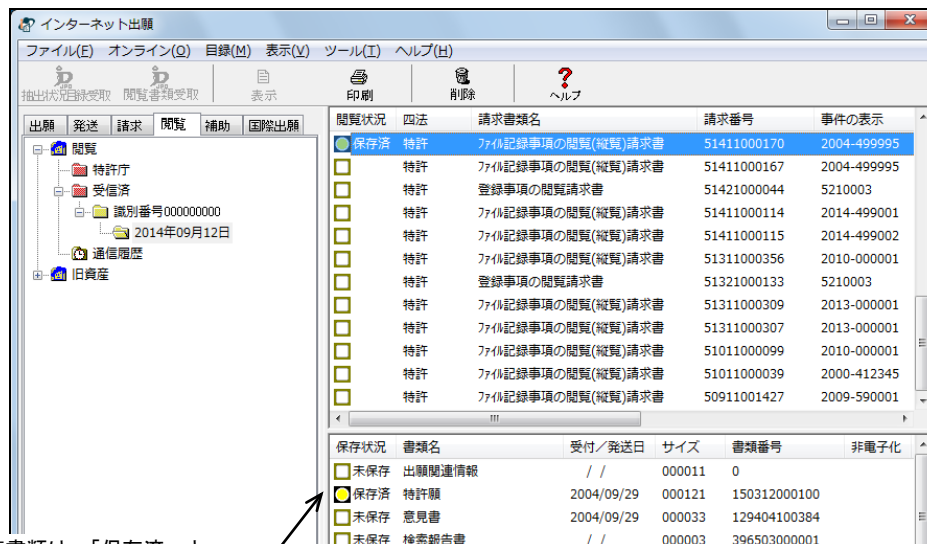 インターネット出願
ファイル(F) オンライン(O) 目録(M) 表示(V) ツール(T) ヘルプ(H)
抽出状況目録受取 閲覧書類受取 表示 印刷 削除 ヘルプ
出願 発送 請求 閲覧 補助 国際出願
閲覧
特許庁
受信済
識別番号000000000
2014年09月12日
通信履歴
旧資産
閲覧状況 四法 請求書類名 請求番号 事件の表示
保存済 特許 ﾌｧｲﾙ記録事項の閲覧(縦覧)請求書 51411000170 2004-499995
特許 ﾌｧｲﾙ記録事項の閲覧(縦覧)請求書 51411000167 2004-499995
特許 登録事項の閲覧請求書 51421000044 5210003
特許 ﾌｧｲﾙ記録事項の閲覧(縦覧)請求書 51411000114 2014-499001
特許 ﾌｧｲﾙ記録事項の閲覧(縦覧)請求書 51411000115 2014-499002
特許 ﾌｧｲﾙ記録事項の閲覧(縦覧)請求書 51311000356 2010-000001
特許 登録事項の閲覧請求書 51321000133 5210003
特許 ﾌｧｲﾙ記録事項の閲覧(縦覧)請求書 51311000309 2013-000001
特許 ﾌｧｲﾙ記録事項の閲覧(縦覧)請求書 51311000307 2013-000001
特許 ﾌｧｲﾙ記録事項の閲覧(縦覧)請求書 51011000099 2010-000001
特許 ﾌｧｲﾙ記録事項の閲覧(縦覧)請求書 51011000039 2000-412345
特許 ﾌｧｲﾙ記録事項の閲覧(縦覧)請求書 50911001427 2009-590001
保存状況 書類名 受付／発送日 サイズ 書類番号 非電子化
未保存 出願関連情報 / / 000011 0
保存済 特許願 2004/09/29 000121 150312000100
未保存 意見書 2004/09/29 000033 129404100384
未保存 検索報告書 / / 000003 396503000001